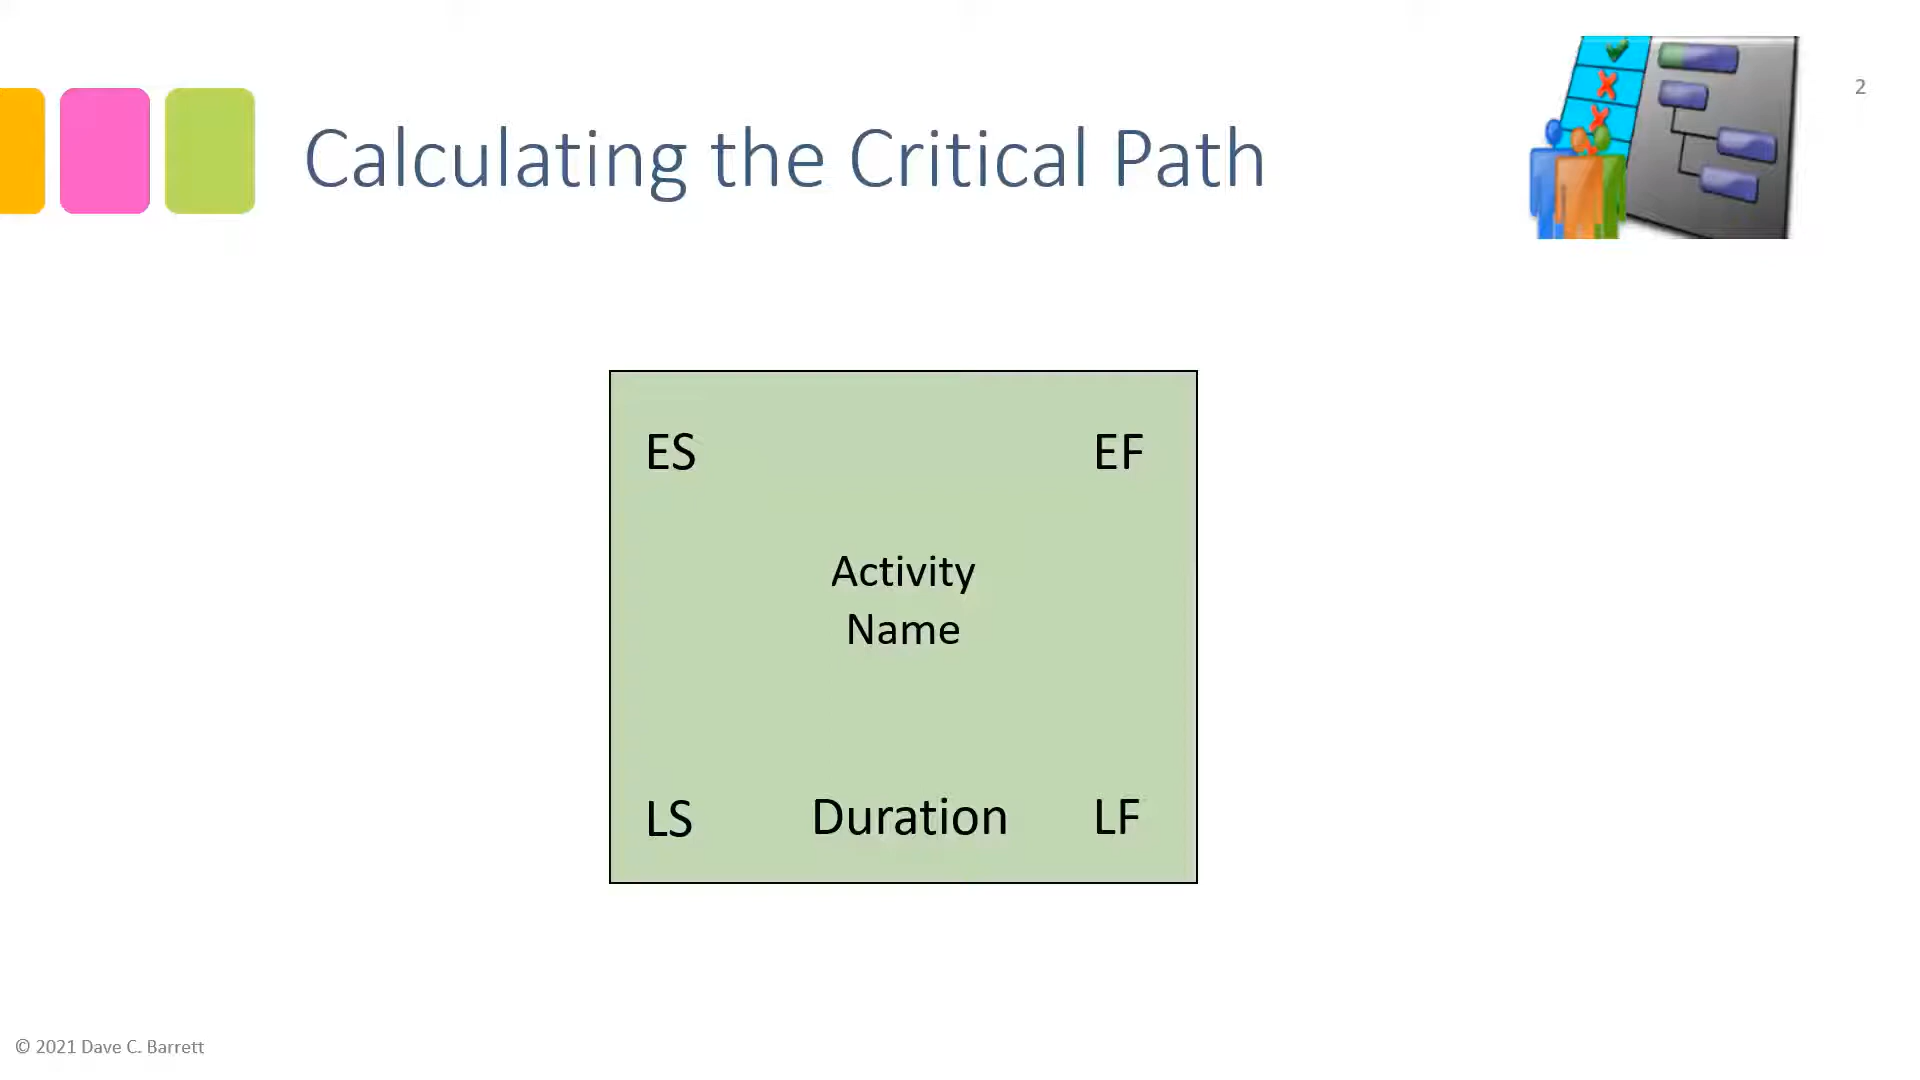 2
Calculating the Critical Path
ES EF
Activity
Name
LS Duration LF
© 2021 Dave C. Barrett